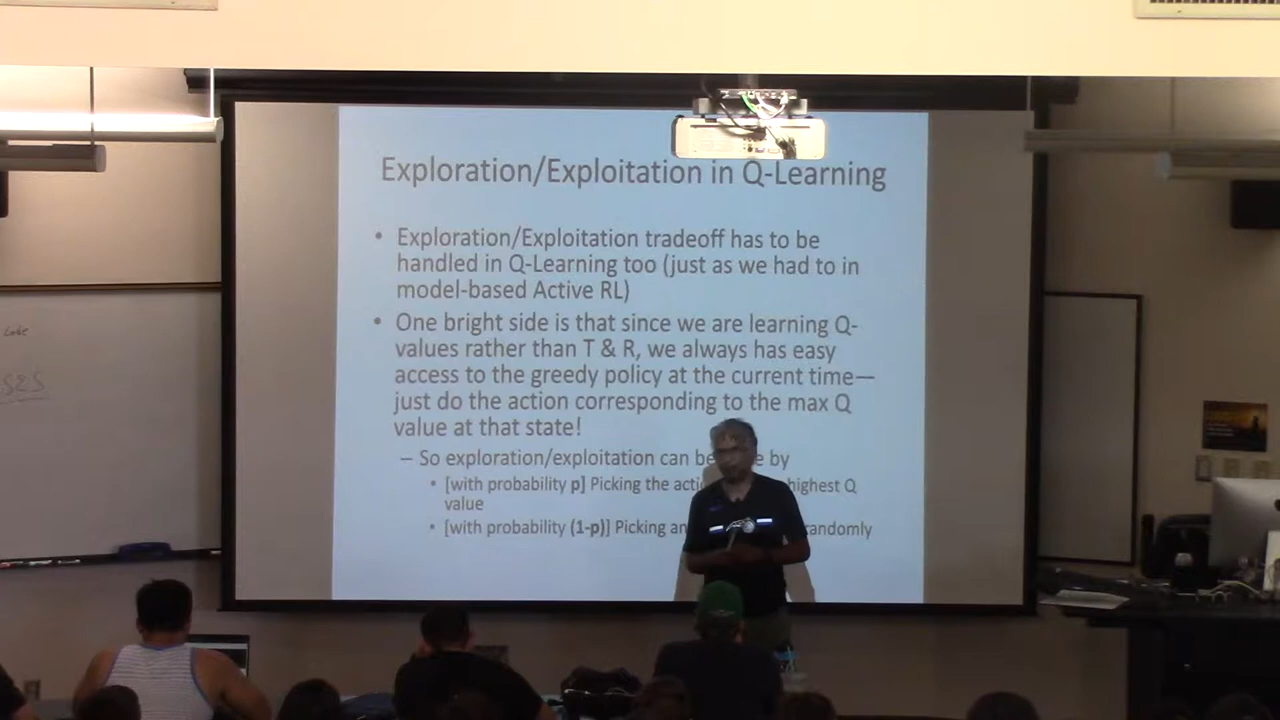 Exploration/Exploitation in Q-Learning
• Exploration/Exploitation tradeoff has to be
handled in Q-Learning too (just as we had to in
model-based Active RL)
• One bright side is that since we are learning Q-
values rather than T & R, we always has easy
access to the greedy policy at the current time—
just do the action corresponding to the max Q
value at that state!
– So exploration/exploitation can be by
• [with probability p] Picking the highest Q
value
• [with probability (1-p)] Picking randomly
Code